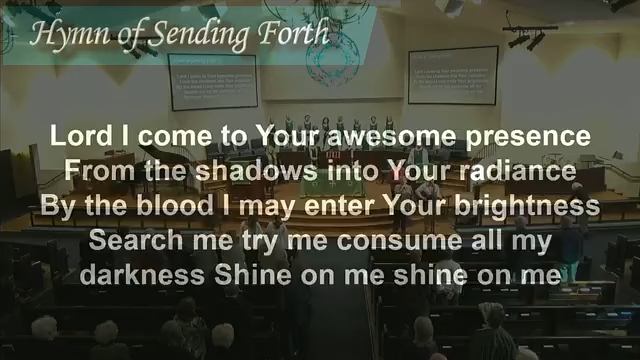 Hymn of Sending Forth
Lord I come to Your awesome presence
From the shadows into Your radiance
By the blood I may enter Your brightness
Search me try me consume all my
darkness Shine on me shine on me